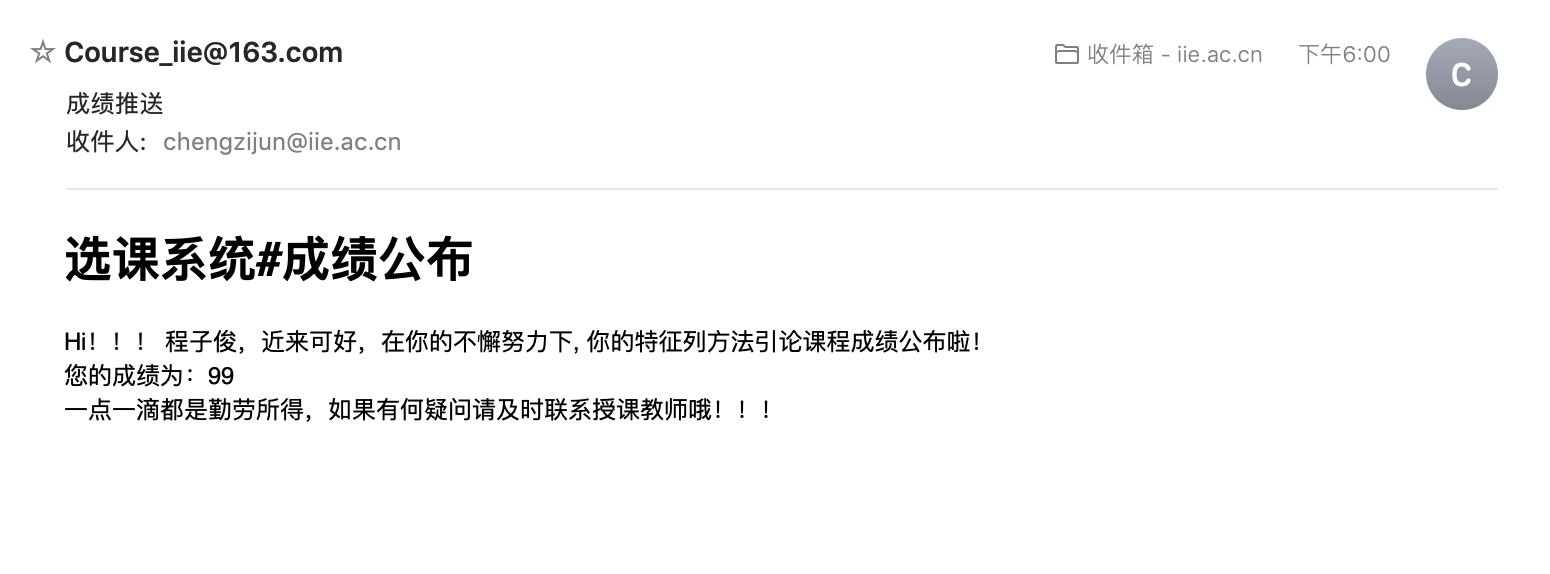 ☆ Course_iie@163.com
收件箱 - iie.ac.cn 下午6:00
C
成绩推送
收件人： chengzijun@iie.ac.cn
选课系统#成绩公布
Hi！！！ 程子俊，近来可好，在你的不懈努力下, 你的特征列方法引论课程成绩公布啦！
您的成绩为：99
一点一滴都是勤劳所得，如果有何疑问请及时联系授课教师哦！！！